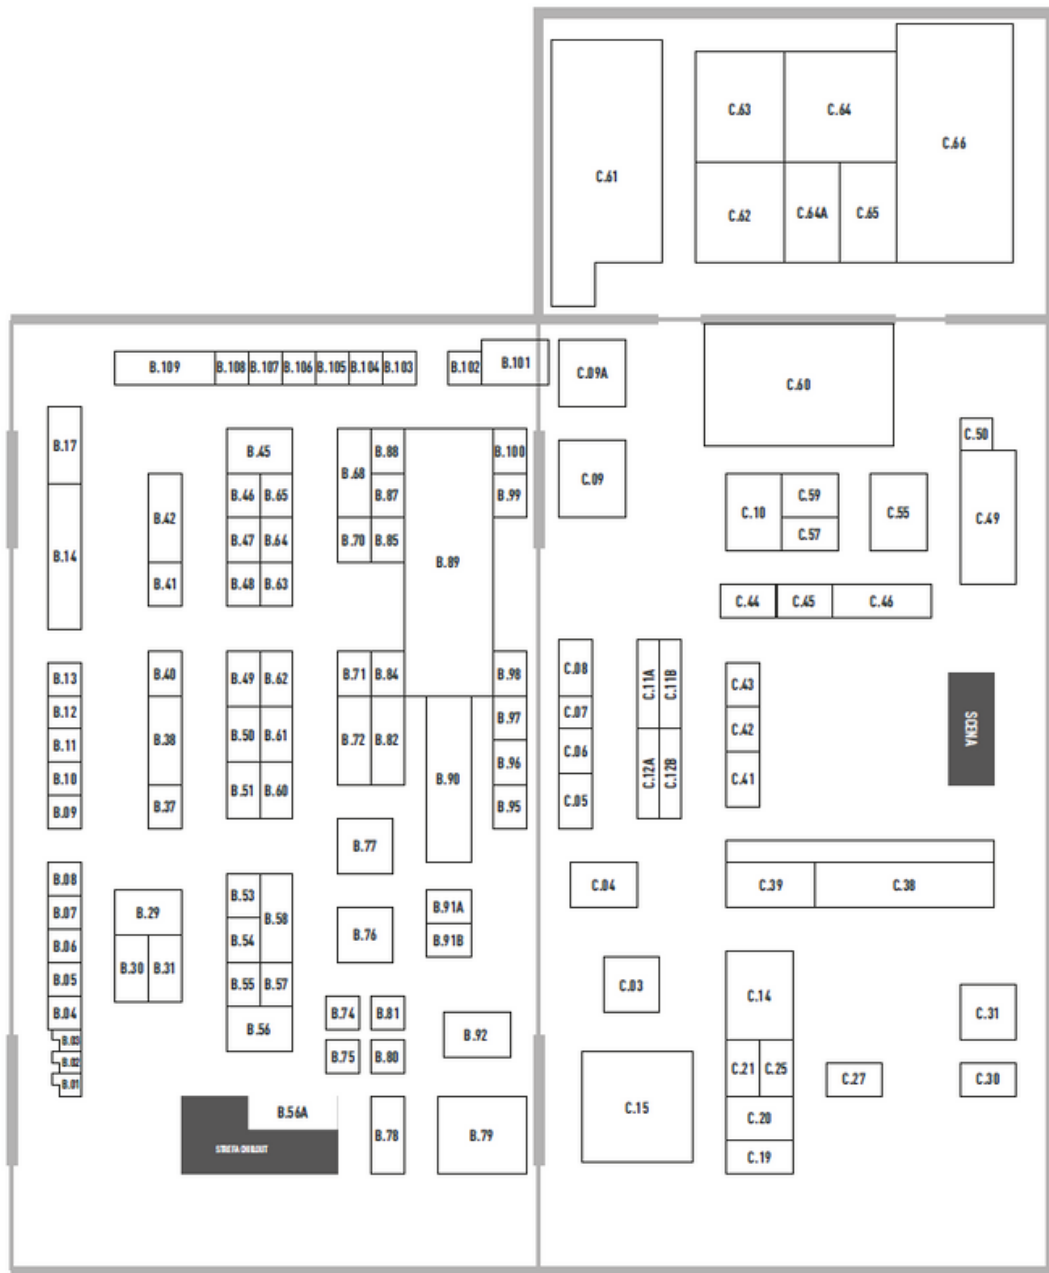 C.63 C.64
C.66
C.61
C.62 C.64A C.65
B.109 B.108 B.107 B.106 B.105 B.104 B.103 B.102 B.101
C.09A C.60
B.17 B.45 B.68 B.88 B.100 C.50
B.46 B.65 B.87 B.99 C.09 C.59
B.42 C.10 C.55 C.49
B.47 B.64 B.70 B.85 C.57
B.14 B.89
B.41 B.48 B.63
C.44 C.45 C.46
B.13 B.40 B.49 B.62 B.71 B.84 B.98 C.08 C.11A C.11B C.43
B.12 B.97 C.07
B.11 B.38 B.50 B.61 B.72 B.82 C.06 C.42 SCENA
B.10 B.51 B.60 B.90 B.96 C.12A C.12B C.41
B.09 B.37 B.95 C.05
B.77
B.08 B.53 C.04 C.39 C.38
B.07 B.29 B.58 B.91A
B.06 B.54 B.76 B.91B
B.05 B.30 B.31 B.55 B.57 C.03 C.14
B.04 B.56 B.74 B.81 C.31
B.03 B.92
B.02 B.75 B.80
B.01 C.21 C.25 C.27 C.30
B.56A C.15 C.20
B.78 B.79
STREFA CHILLOUT C.19